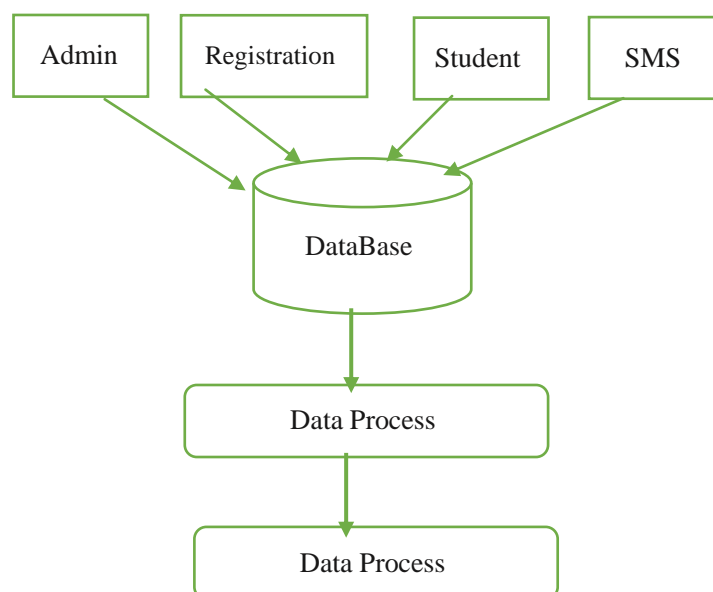 Admin
Registration
Student
SMS
DataBase
Data Process
Data Process